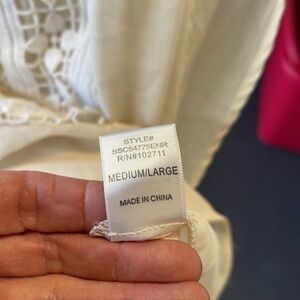 STYLE#
SSC54775ENR
R/N#102711
MEDIUM/LARGE
MADE IN CHINA